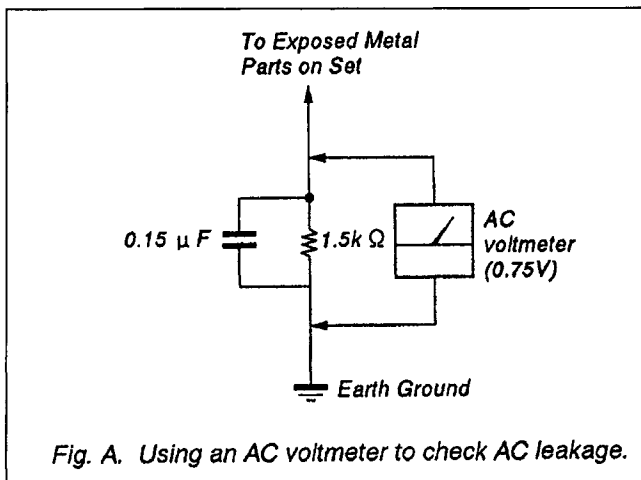 To Exposed Metal
Parts on Set
0.15 μF
1.5k Ω
AC
voltmeter
(0.75V)
Earth Ground
Fig. A. Using an AC voltmeter to check AC leakage.